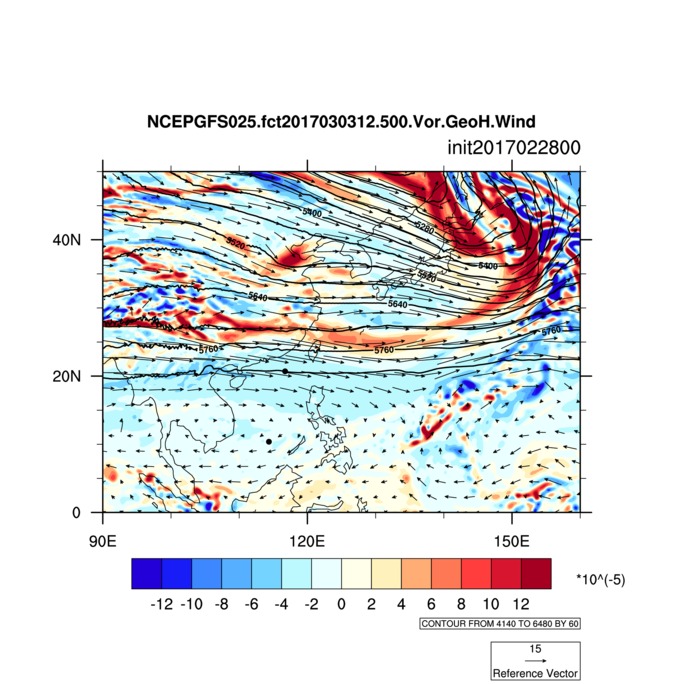 NCEPGFS025.fct2017030312.500.Vor.GeoH.Wind
init2017022800
5400
5280
5520
5400
5520
5640
5640
5760
5760
5760
40N
20N
0
90E
120E
150E
-12 -10 -8 -6 -4 -2 0 2 4 6 8 10 12
*10^(-5)
CONTOUR FROM 4140 TO 6480 BY 60
15
Reference Vector